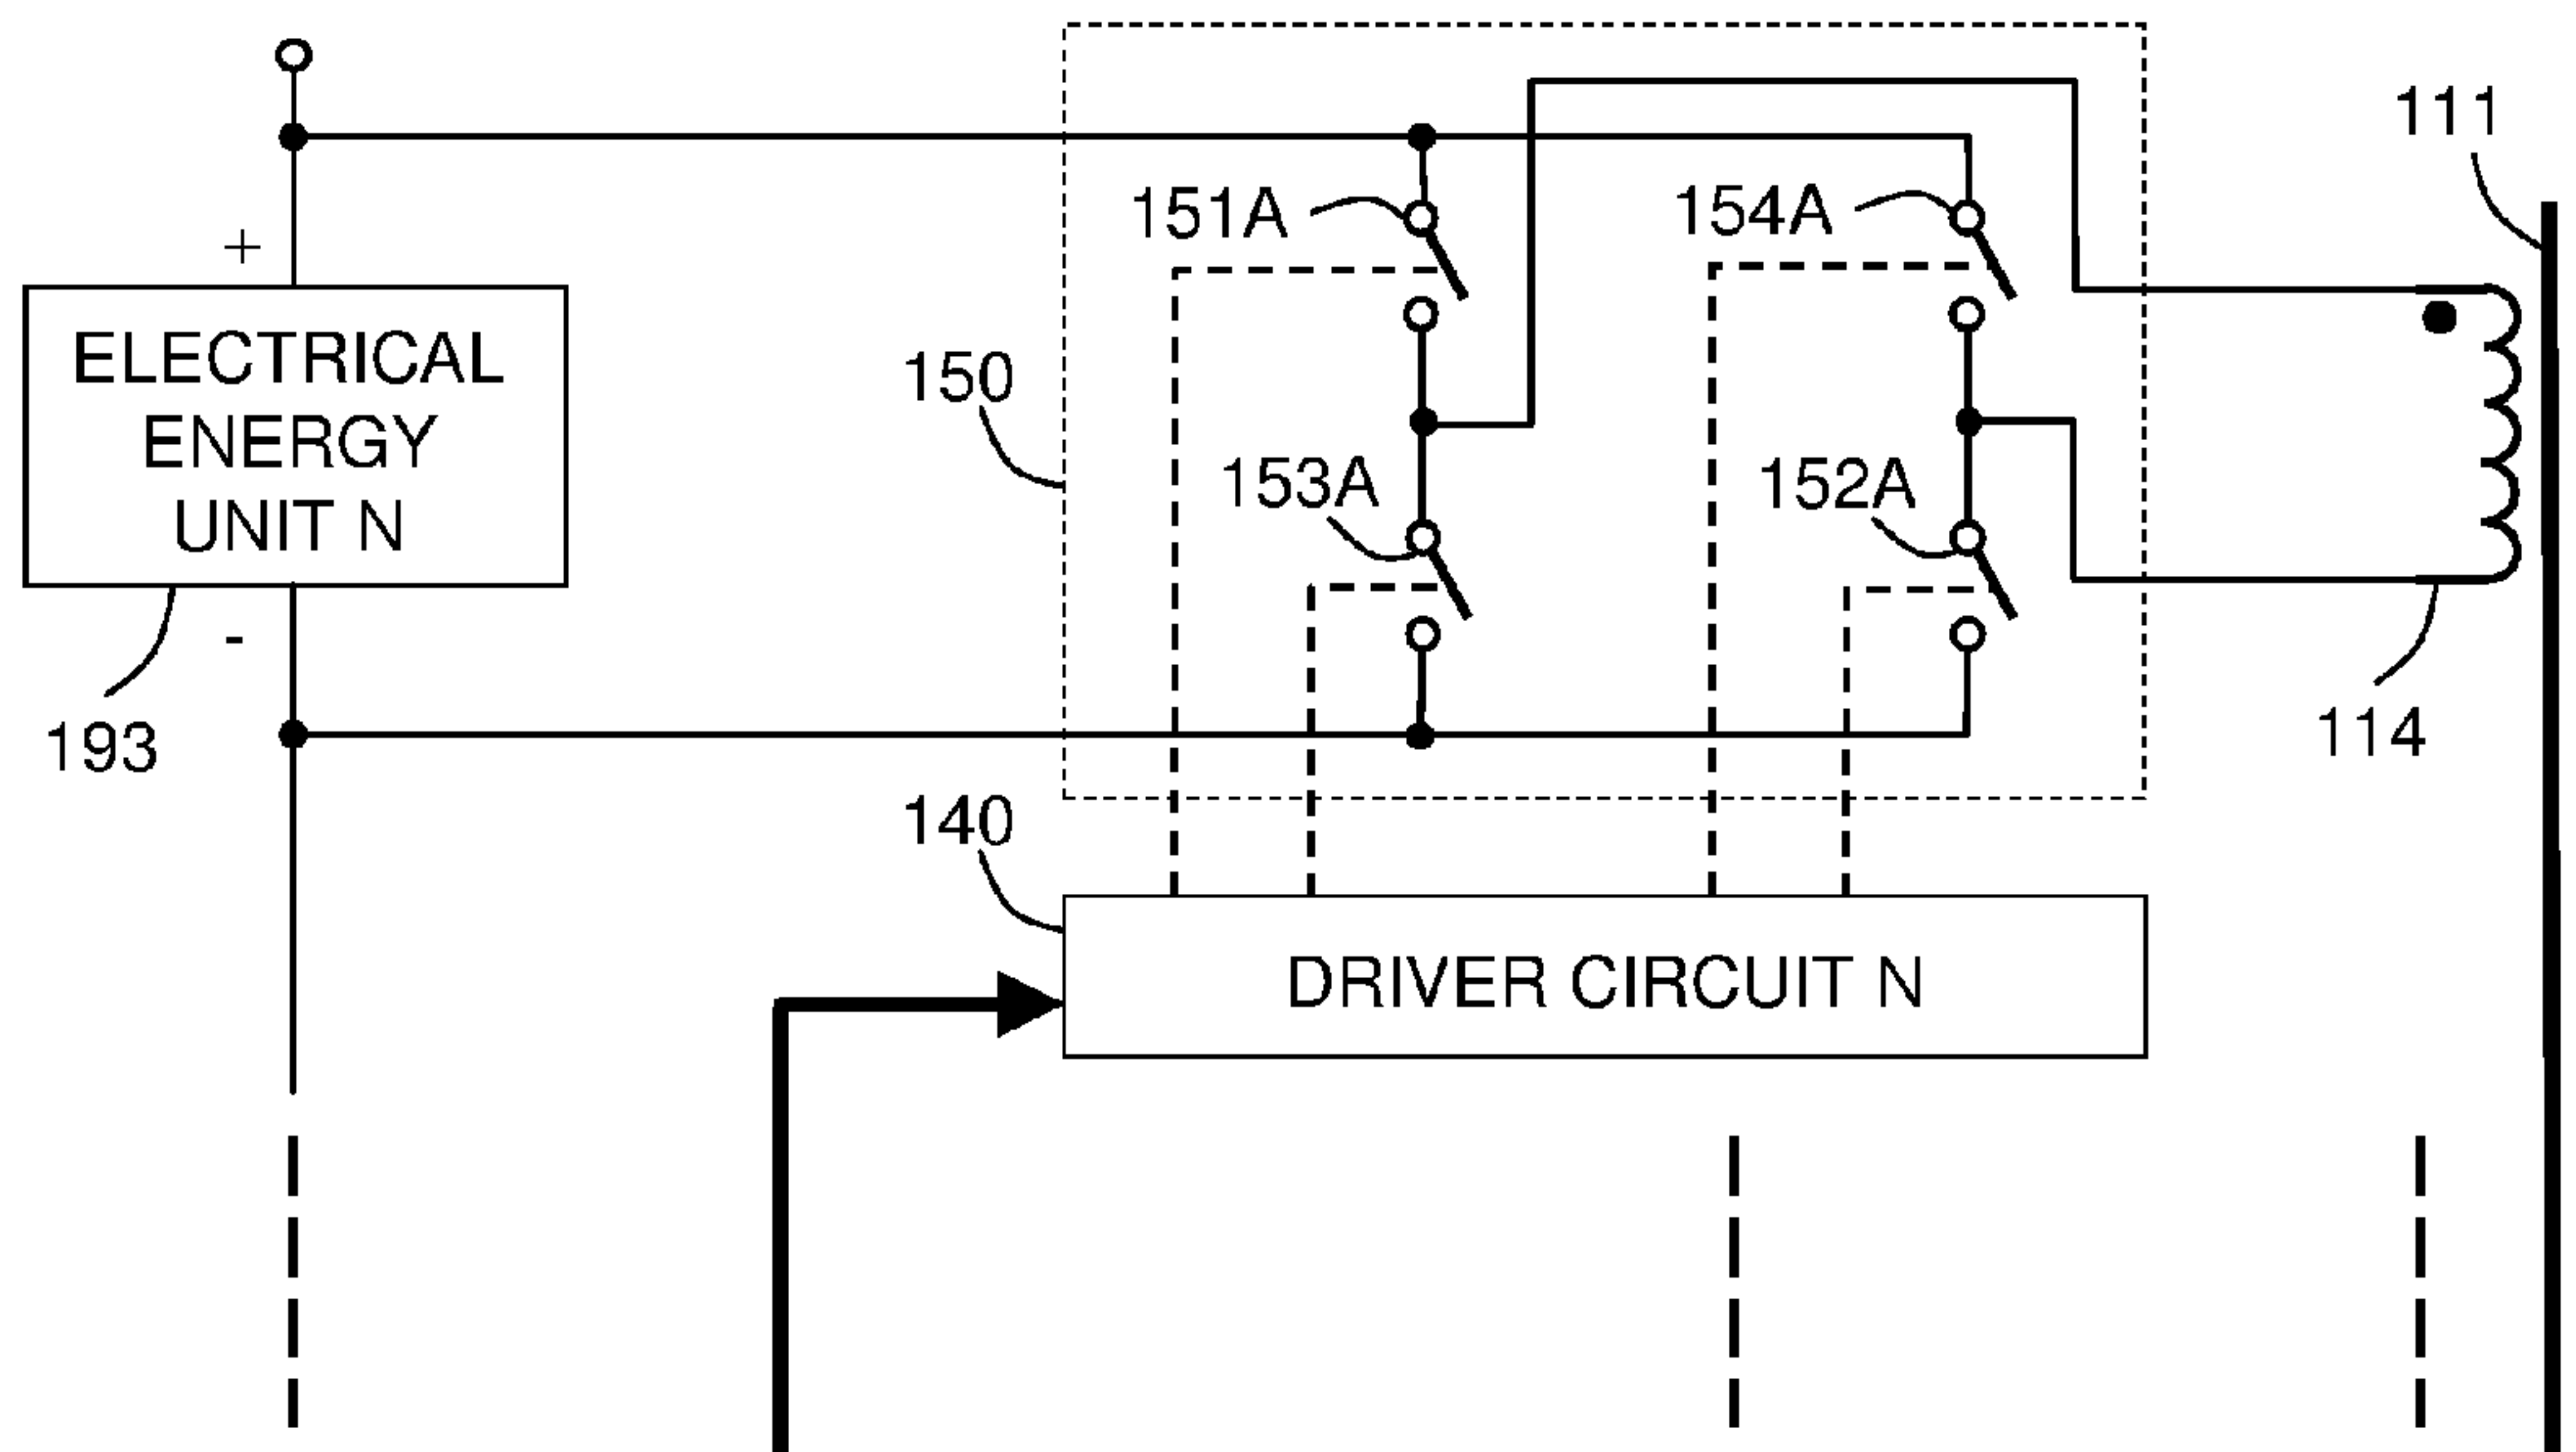 111
151A
154A
+
ELECTRICAL
ENERGY
UNIT N
150
153A
152A
-
193
114
140
DRIVER CIRCUIT N